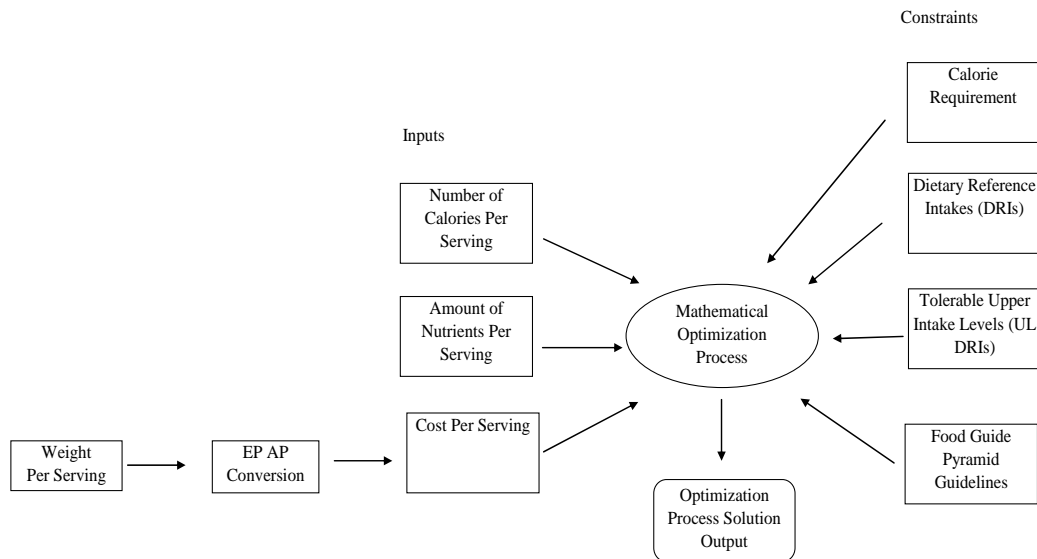 Constraints
Calorie
Requirement
Inputs
Dietary Reference
Intakes (DRIs)
Number of
Calories Per
Serving
Mathematical
Optimization
Process
Amount of
Nutrients Per
Serving
Tolerable Upper
Intake Levels (UL
DRIs)
Cost Per Serving
Weight
Per Serving
EP AP
Conversion
Food Guide
Pyramid
Guidelines
Optimization
Process Solution
Output